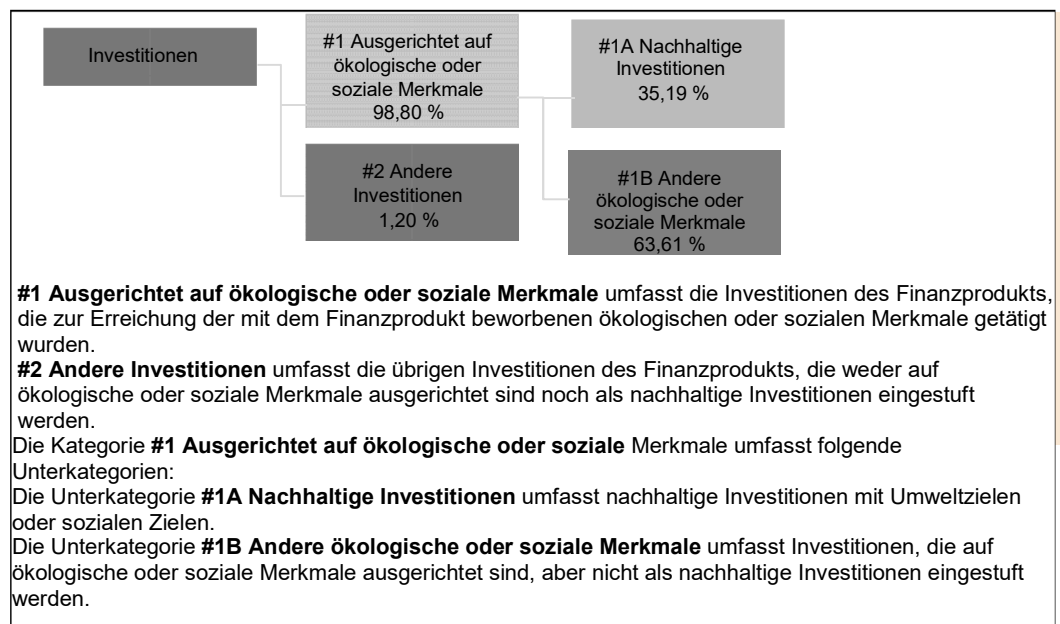 Investitionen
#1 Ausgerichtet auf
ökologische oder
soziale Merkmale
98,80 %
#1A Nachhaltige
Investitionen
35,19 %
#2 Andere
Investitionen
1,20 %
#1B Andere
ökologische oder
soziale Merkmale
63,61 %
#1 Ausgerichtet auf ökologische oder soziale Merkmale umfasst die Investitionen des Finanzprodukts,
die zur Erreichung der mit dem Finanzprodukt beworbenen ökologischen oder sozialen Merkmale getätigt
wurden.
#2 Andere Investitionen umfasst die übrigen Investitionen des Finanzprodukts, die weder auf
ökologische oder soziale Merkmale ausgerichtet sind noch als nachhaltige Investitionen eingestuft
werden.
Die Kategorie #1 Ausgerichtet auf ökologische oder soziale Merkmale umfasst folgende
Unterkategorien:
Die Unterkategorie #1A Nachhaltige Investitionen umfasst nachhaltige Investitionen mit Umweltzielen
oder sozialen Zielen.
Die Unterkategorie #1B Andere ökologische oder soziale Merkmale umfasst Investitionen, die auf
ökologische oder soziale Merkmale ausgerichtet sind, aber nicht als nachhaltige Investitionen eingestuft
werden.